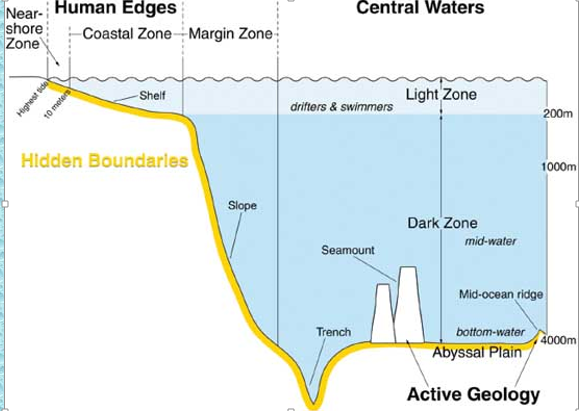 Human Edges
Central Waters
Near-
shore
Zone
Coastal Zone
Margin Zone
Highest tide
10 meters
Shelf
Light Zone
drifters & swimmers
200m
Hidden Boundaries
1000m
Slope
Dark Zone
mid-water
Seamount
Mid-ocean ridge
Trench
bottom-water
4000m
Abyssal Plain
Active Geology